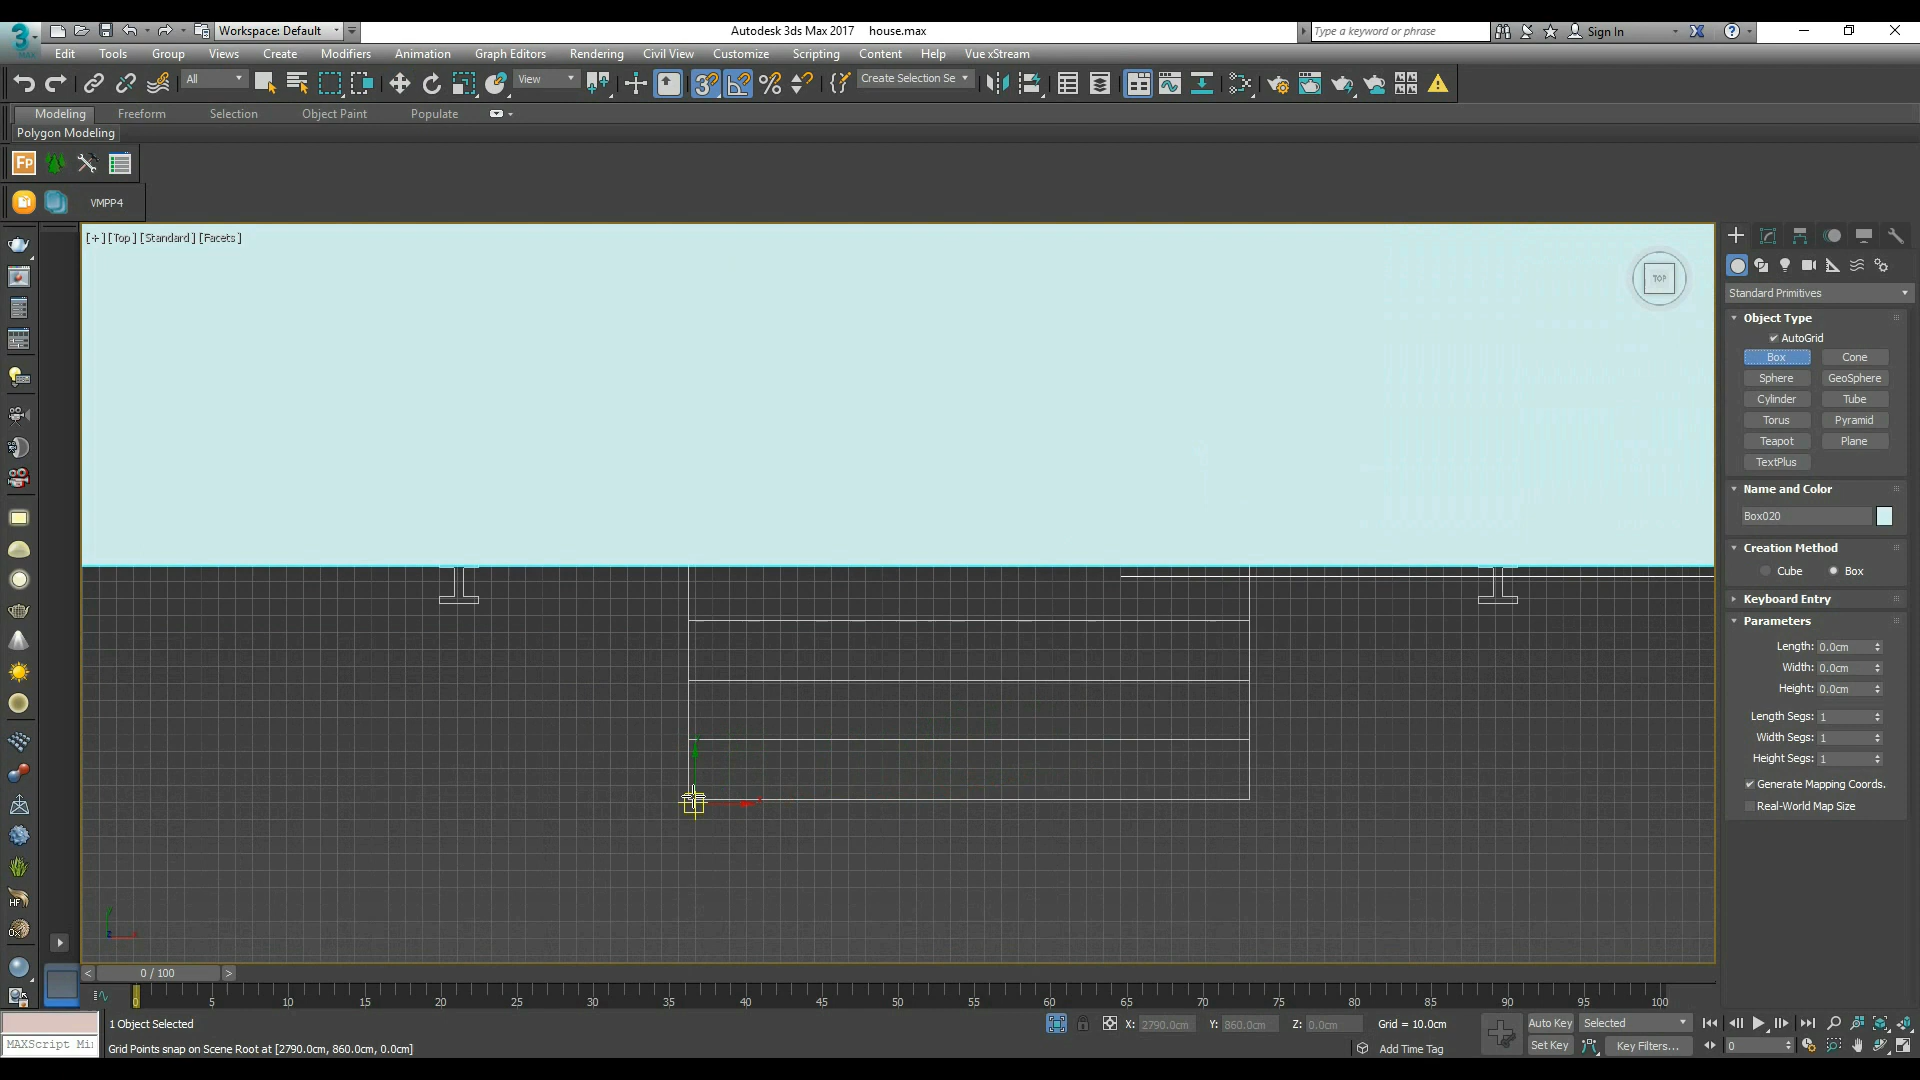 3
MAX
Workspace: Default
Autodesk 3ds Max 2017 house.max
Type a keyword or phrase
Sign In
Edit Tools Group Views Create Modifiers Animation Graph Editors Rendering Civil View Customize Scripting Content Help Vue xStream
All
View
3
Create Selection Se
Modeling Freeform Selection Object Paint Populate
Polygon Modeling
Fp
VMPP4
[+] [Top] [Standard] [Facets]
TOP
Standard Primitives
Object Type
AutoGrid
Box Cone
Sphere GeoSphere
Cylinder Tube
Torus Pyramid
Teapot Plane
TextPlus
Name and Color
Box020
Creation Method
Cube Box
Keyboard Entry
Parameters
Length: 0.0cm
Width: 0.0cm
Height: 0.0cm
Length Segs: 1
Width Segs: 1
Height Segs: 1
Generate Mapping Coords.
Real-World Map Size
HF
< 0 / 100 >
0 5 10 15 20 25 30 35 40 45 50 55 60 65 70 75 80 85 90 95 100
1 Object Selected
X: 2790.0cm Y: 860.0cm Z: 0.0cm Grid = 10.0cm
Auto Key Selected
MAXScript Mi
Grid Points snap on Scene Root at [2790.0cm, 860.0cm, 0.0cm]
Add Time Tag
Set Key Key Filters... 0